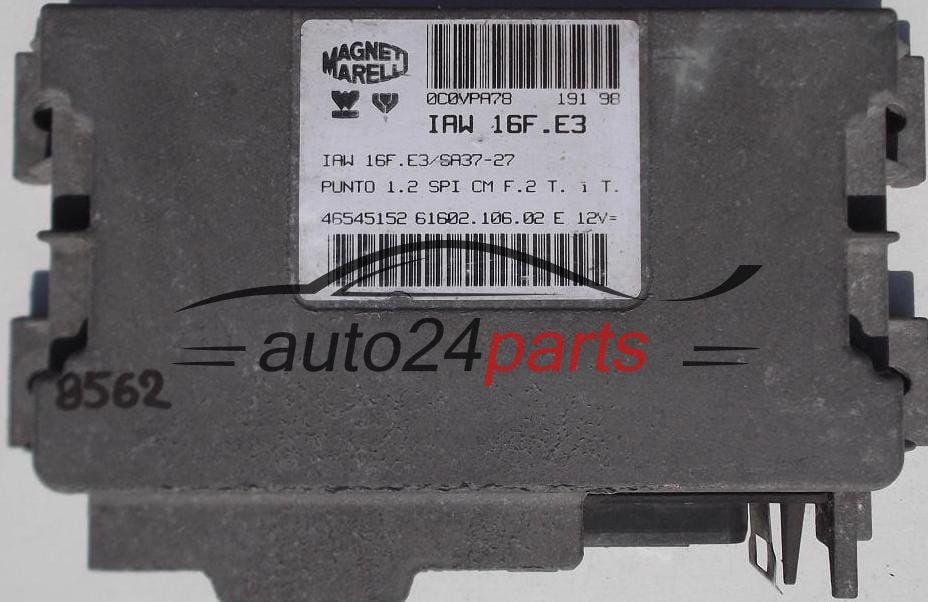 MAGNETI
MARELLI
0C0VPA78 191 98
IAW 16F.E3
IAW 16F.E3/SA37-27
PUNTO 1.2 SPI CM F.2 T. i T.
46545152 61602.106.02 E 12V=
auto24parts
8562